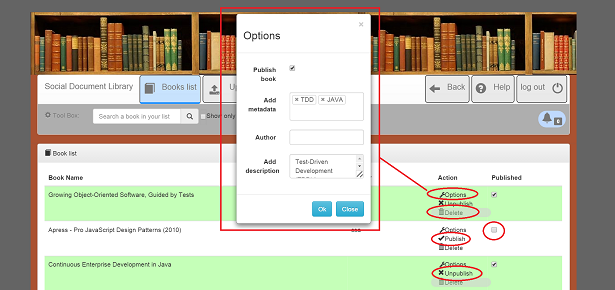 Options
Publish book
Add metadata
× TDD × JAVA
Author
Add description
Test-Driven
Development
Ok Close
Social Document Library
Books list
Back
Help
log out
Tool Box:
Search a book in your list
Show only
6
Book list
Book Name Action Published
Growing Object-Oriented Software, Guided by Tests
Options
Unpublish
Delete
Apress - Pro JavaScript Design Patterns (2010)
Options
Publish
Delete
Continuous Enterprise Development in Java
Options
Unpublish
Delete